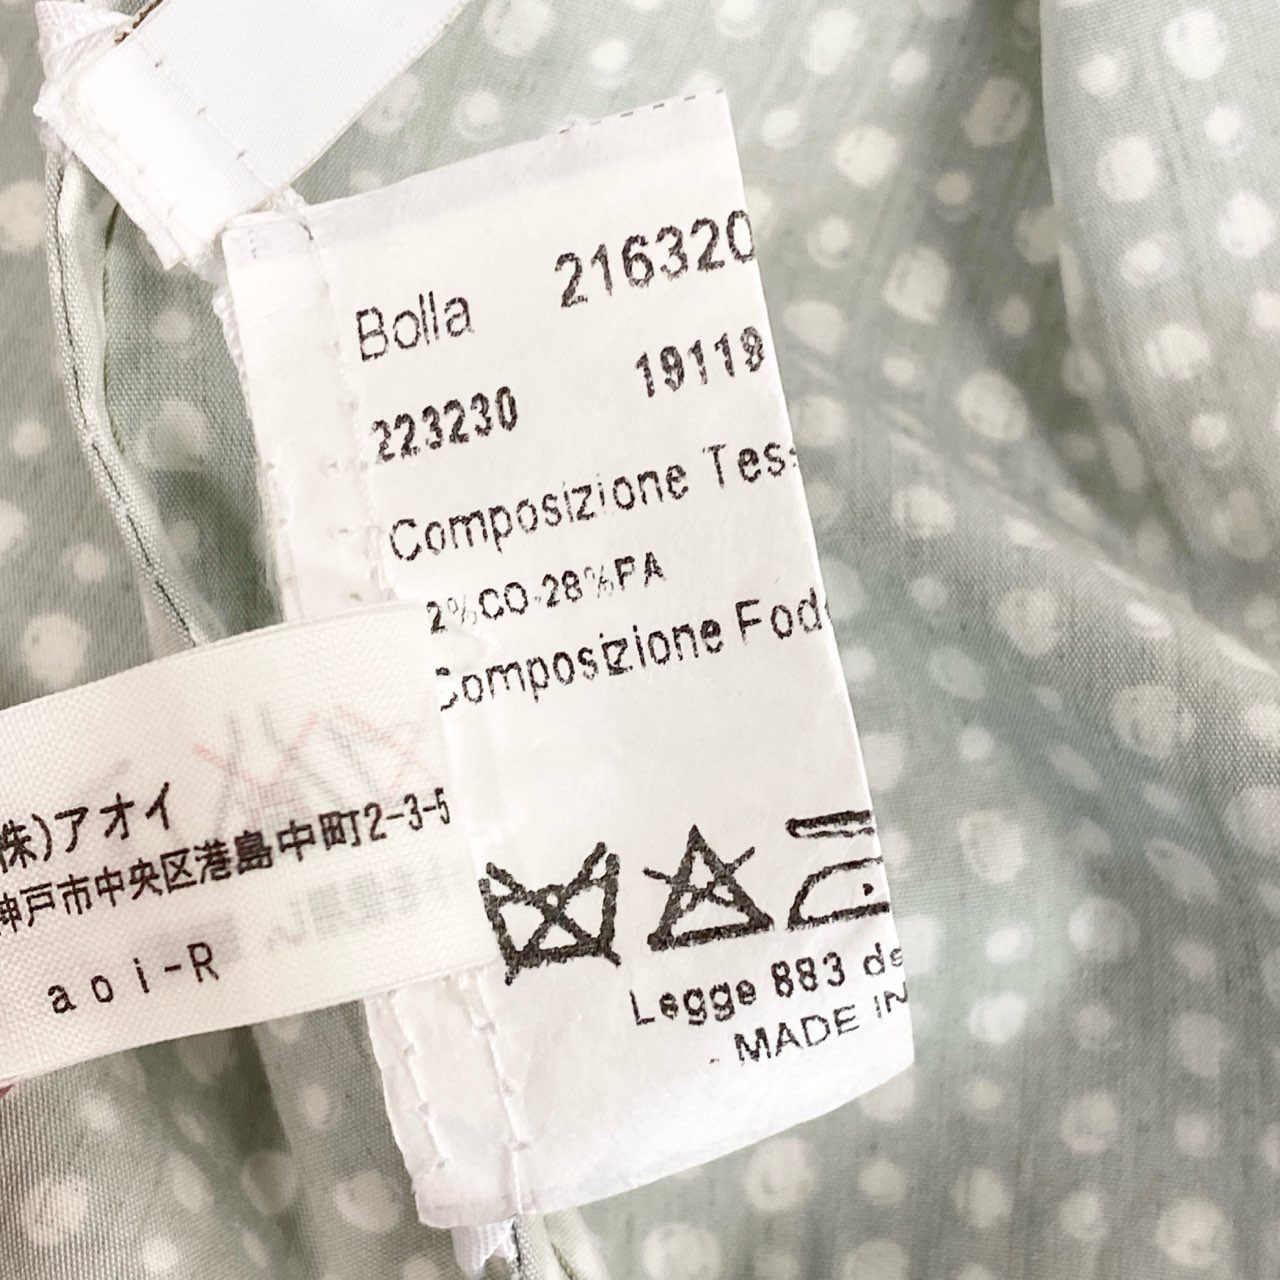 Bolla 216320
223230 19119
Composizione Tes
2%CO-28%PA
Composizione Fod
Legge 883 de
MADE IN
(株)アオイ
神戸市中央区港島中町2-3-5
aoi-R